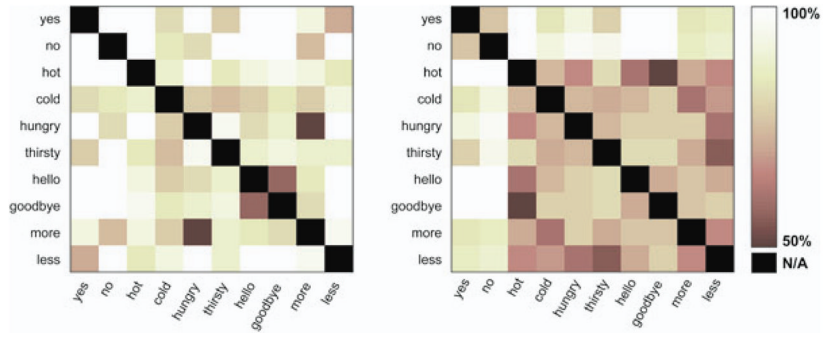 yes
no
hot
cold
hungry
thirsty
hello
goodbye
more
less
yes
no
hot
cold
hungry
thirsty
hello
goodbye
more
less
yes
no
hot
cold
hungry
thirsty
hello
goodbye
more
less
yes
no
hot
cold
hungry
thirsty
hello
goodbye
more
less
100%
50%
N/A